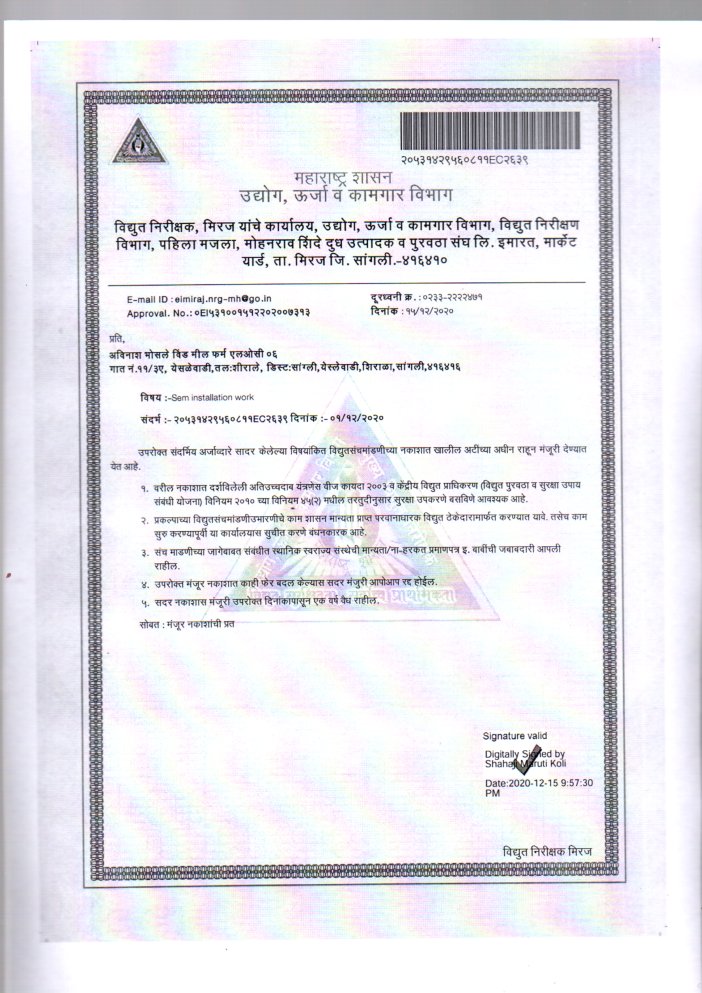 २०५३१४२९५६०८११EC२६३९
महाराष्ट्र शासन
उद्योग, ऊर्जा व कामगार विभाग
विद्युत निरीक्षक, मिरज यांचे कार्यालय, उद्योग, ऊर्जा व कामगार विभाग, विद्युत निरीक्षण
विभाग, पहिला मजला, मोहनराव शिंदे दुध उत्पादक व पुरवठा संघ लि. इमारत, मार्केट
यार्ड, ता. मिरज जि. सांगली.-४१६४१०
E-mail ID : eimiraj.nrg-mh@go.in
दूरध्वनी क्र. : ०२३३-२२२२४७१
Approval. No.: ०EI५३१००१५१२२०२००७३१३
दिनांक : १५/१२/२०२०
प्रति,
अविनाश भोसले विंड मील फर्म एलओसी ०६
गात नं.११/३ए, येसळेवाडी,तल:शीराले, डिस्ट:सांग्ली,येस्लेवाडी,शिराळा,सांगली,४१६४१६
विषय :-Sem installation work
संदर्भ :- २०५३१४२९५६०८११EC२६३९ दिनांक :- ०१/१२/२०२०
उपरोक्त संदर्भिय अर्जाव्दारे सादर केलेल्या विषयांकित विद्युतसंचमांडणीच्या नकाशात खालील अटींच्या अधीन राहून मंजूरी देण्यात
येत आहे.
१. वरील नकाशात दर्शविलेली अतिउच्चदाब यंत्रणेस वीज कायदा २००३ व केंद्रीय विद्युत प्राधिकरण (विद्युत पुरवठा व सुरक्षा उपाय
संबंधी योजना) विनियम २०१० च्या विनियम ४५(२) मधील तरतुदीनुसार सुरक्षा उपकरणे बसविणे आवश्यक आहे.
२. प्रकल्पाच्या विद्युतसंचमांडणीउभारणीचे काम शासन मान्यता प्राप्त परवानाधारक विद्युत ठेकेदारामार्फत करण्यात यावे. तसेच काम
सुरु करण्यापूर्वी या कार्यालयास सुचीत करणे बंधनकारक आहे.
३. संच माडणीच्या जागेबाबत संबंधीत स्थानिक स्वराज्य संस्थेची मान्यता/ना-हरकत प्रमाणपत्र इ. बाबींची जबाबदारी आपली
राहील.
४. उपरोक्त मंजूर नकाशात काही फेर बदल केल्यास सदर मंजुरी आपोआप रद्द होईल.
५. सदर नकाशास मंजुरी उपरोक्त दिनांकापासून एक वर्ष वैध राहील.
सोबत : मंजूर नकाशांची प्रत
Signature valid
Digitally Signed by
Shahaji Maruti Koli
Date:2020-12-15 9:57:30
PM
विद्युत निरीक्षक मिरज